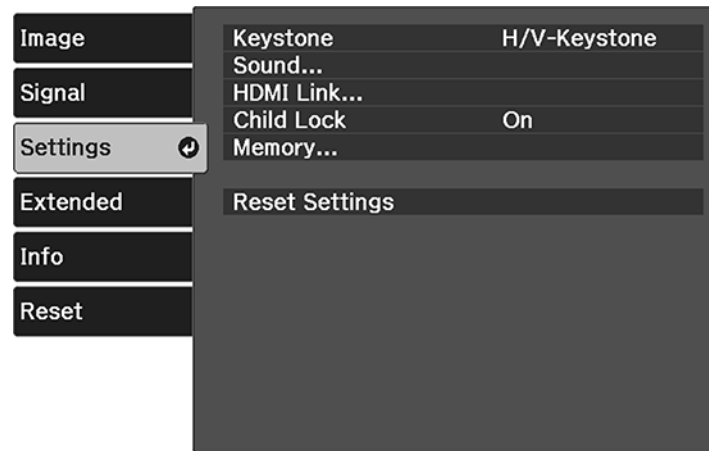 Image
Signal
Settings
Extended
Info
Reset
Keystone H/V-Keystone
Sound...
HDMI Link...
Child Lock On
Memory...
Reset Settings